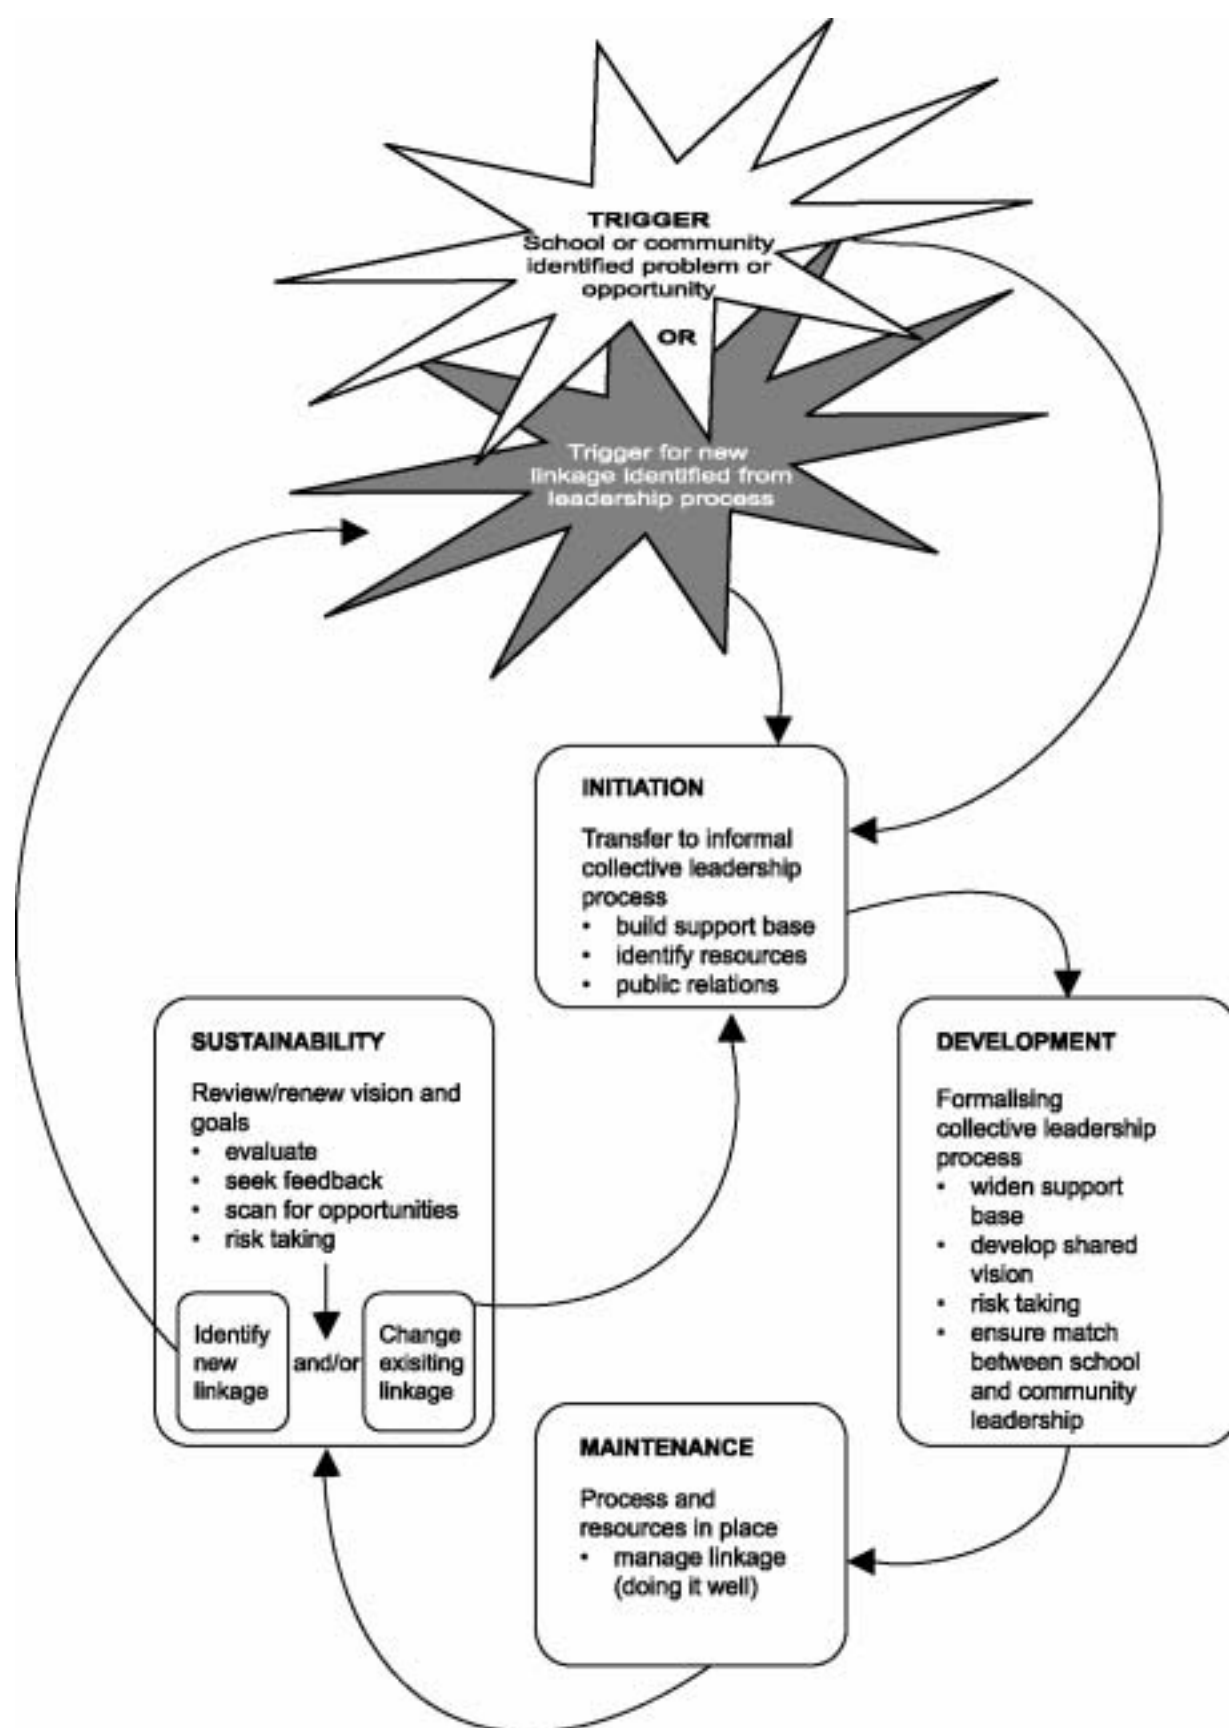 TRIGGER
School or community
identified problem or
opportunity
OR
Trigger for new
linkage identified from
leadership process
INITIATION
Transfer to informal
collective leadership
process
• build support base
• identify resources
• public relations
DEVELOPMENT
Formalising
collective leadership
process
• widen support
base
• develop shared
vision
• risk taking
• ensure match
between school
and community
leadership
MAINTENANCE
Process and
resources in place
• manage linkage
(doing it well)
SUSTAINABILITY
Review/renew vision and
goals
• evaluate
• seek feedback
• scan for opportunities
• risk taking
Identify
new
linkage
and/or
Change
exisiting
linkage